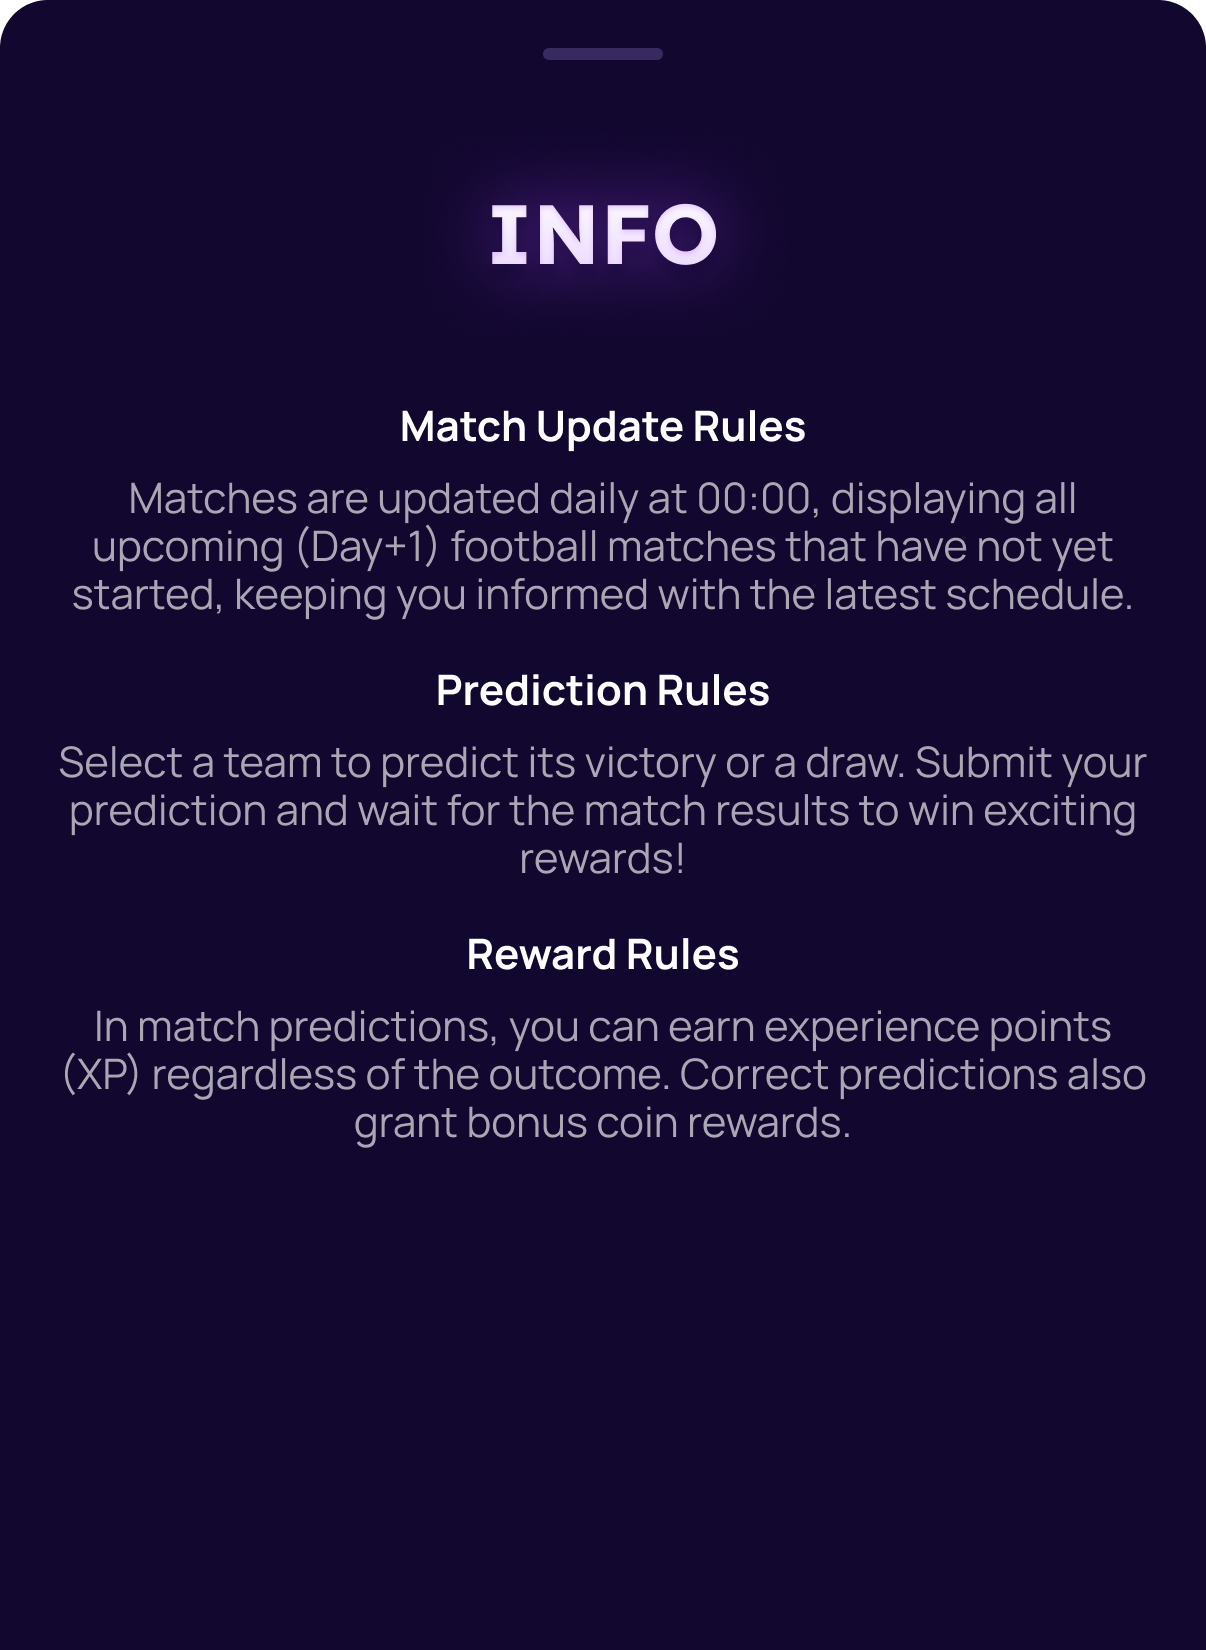 INFO
Match Update Rules
Matches are updated daily at 00:00, displaying all
upcoming (Day+1) football matches that have not yet
started, keeping you informed with the latest schedule.
Prediction Rules
Select a team to predict its victory or a draw. Submit your
prediction and wait for the match results to win exciting
rewards!
Reward Rules
In match predictions, you can earn experience points
(XP) regardless of the outcome. Correct predictions also
grant bonus coin rewards.